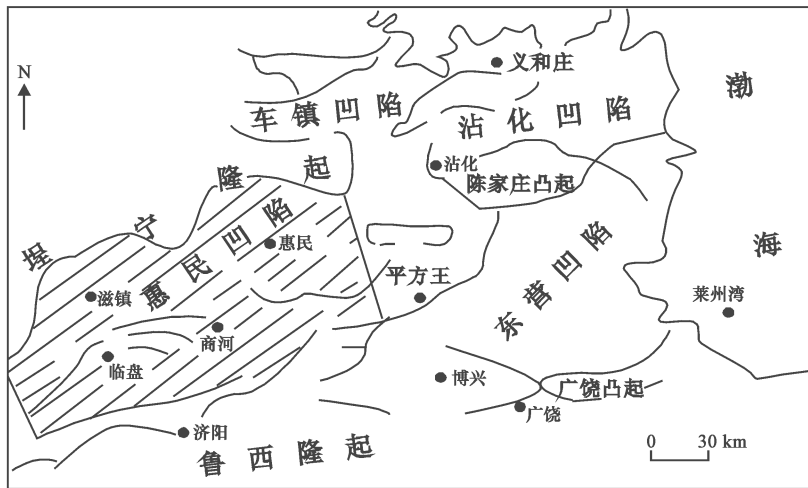 义和庄
渤海
N
车镇凹陷
沾化凹陷
沾化
陈家庄凸起
埕宁隆起
惠民凹陷
惠民
平方王
东营凹陷
滋镇
商河
莱州湾
临盘
博兴
广饶凸起
广饶
济阳
鲁西隆起
0 30 km